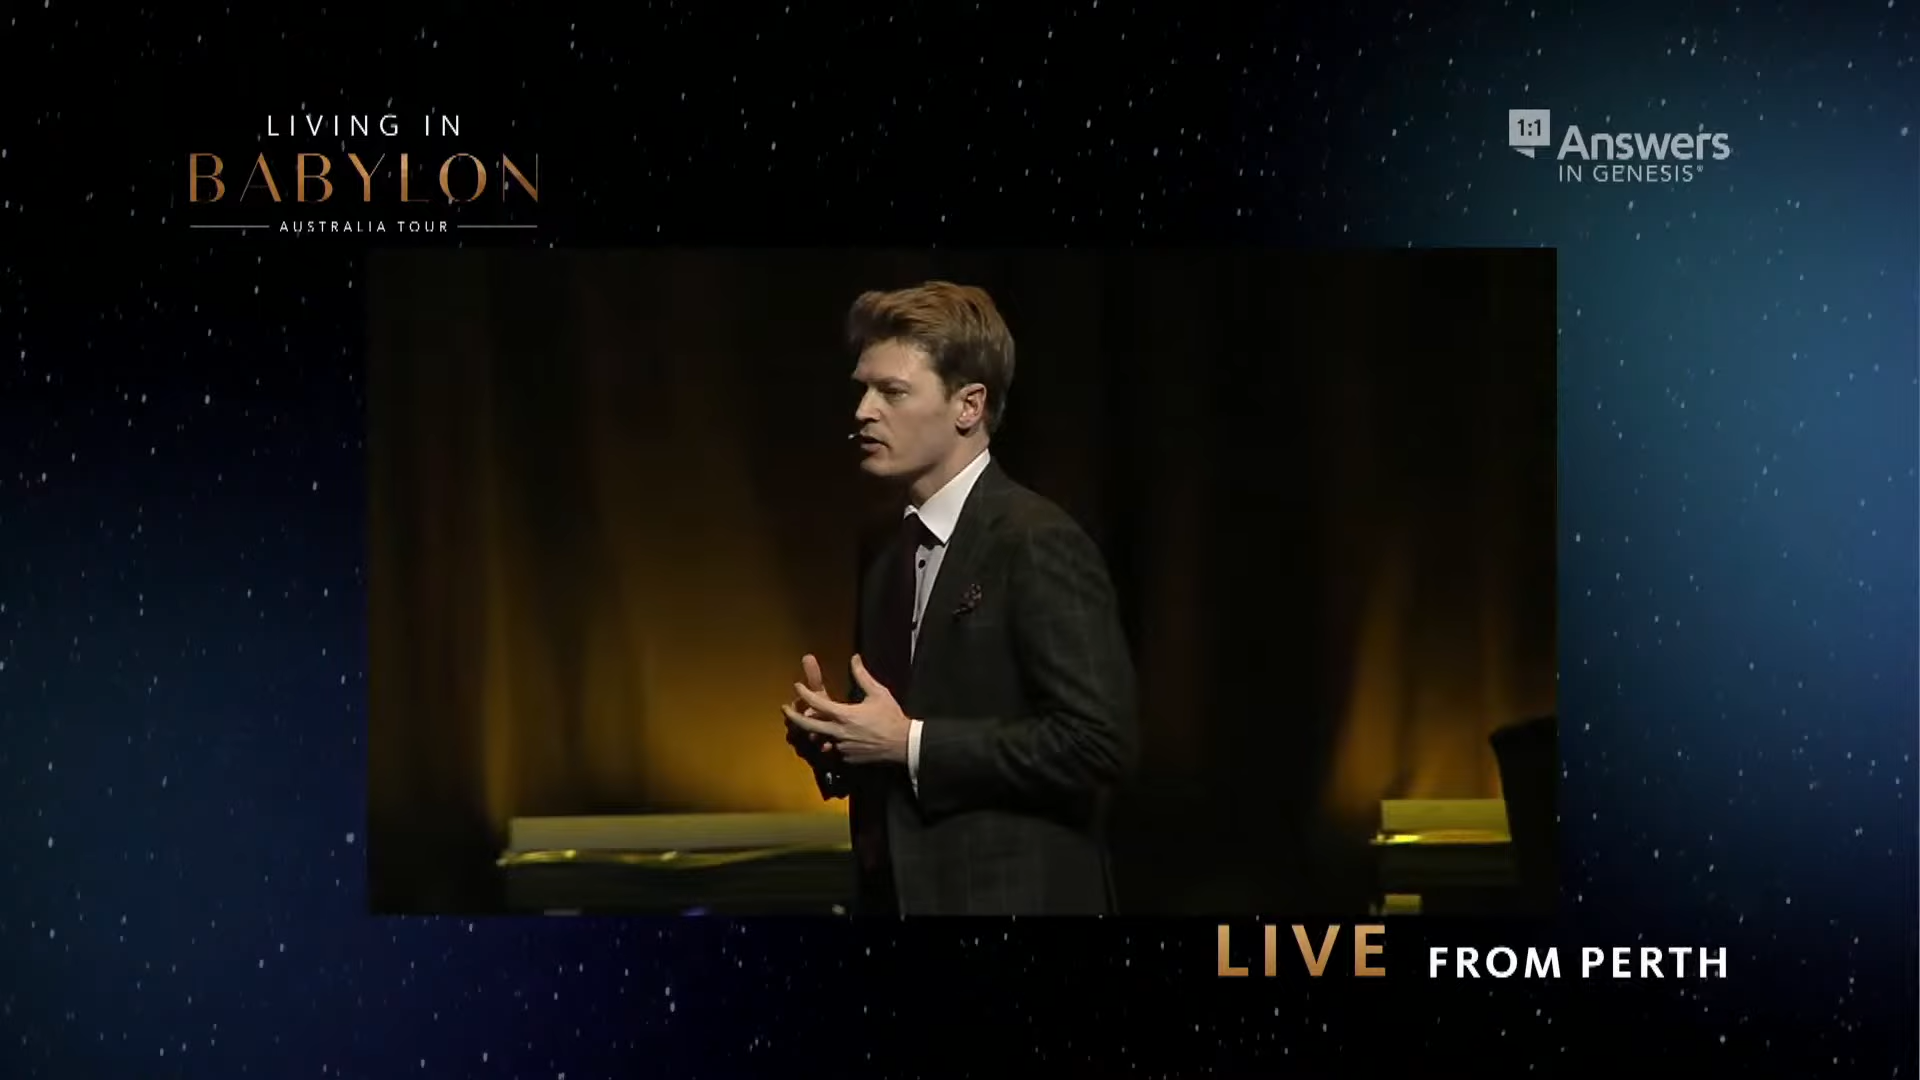 LIVING IN
BABYLON
AUSTRALIA TOUR
1:1
Answers
IN GENESIS®
LIVE FROM PERTH